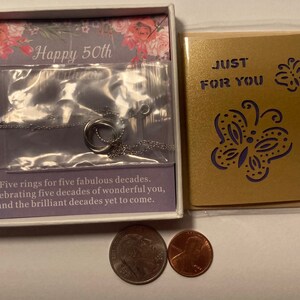 Happy 50th
JUST
FOR YOU
Five rings for five fabulous decades.
ebrating five decades of wonderful you,
and the brilliant decades yet to come.